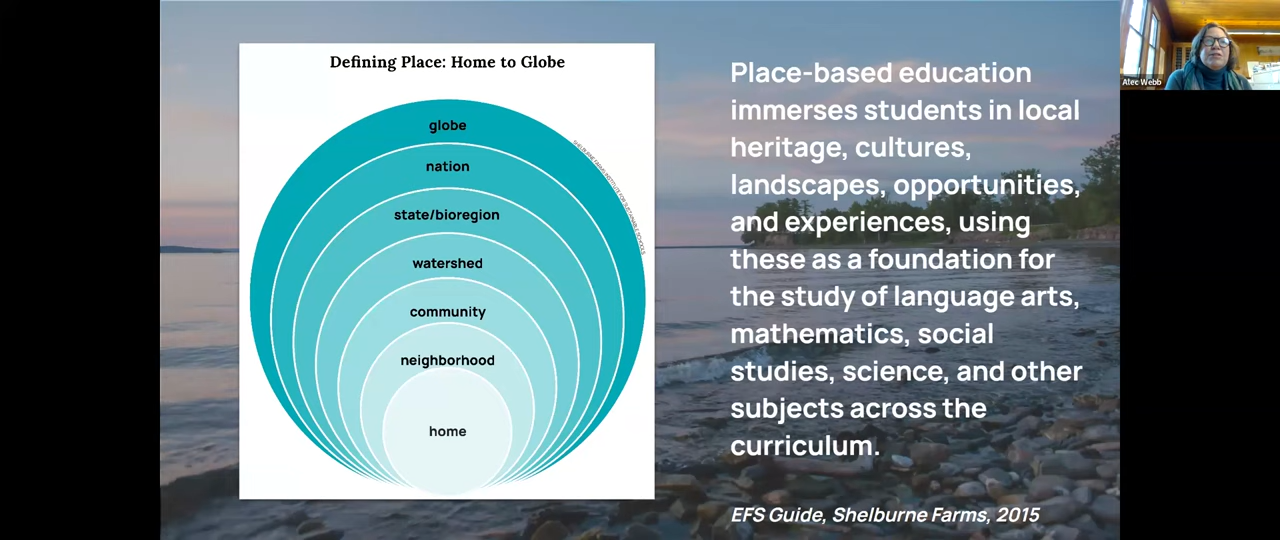 Defining Place: Home to Globe
globe
nation
state/bioregion
watershed
community
neighborhood
home
Place-based education
immerses students in local
heritage, cultures,
landscapes, opportunities,
and experiences, using
these as a foundation for
the study of language arts,
mathematics, social
studies, science, and other
subjects across the
curriculum.
EFS Guide, Shelburne Farms, 2015
Alec Webb